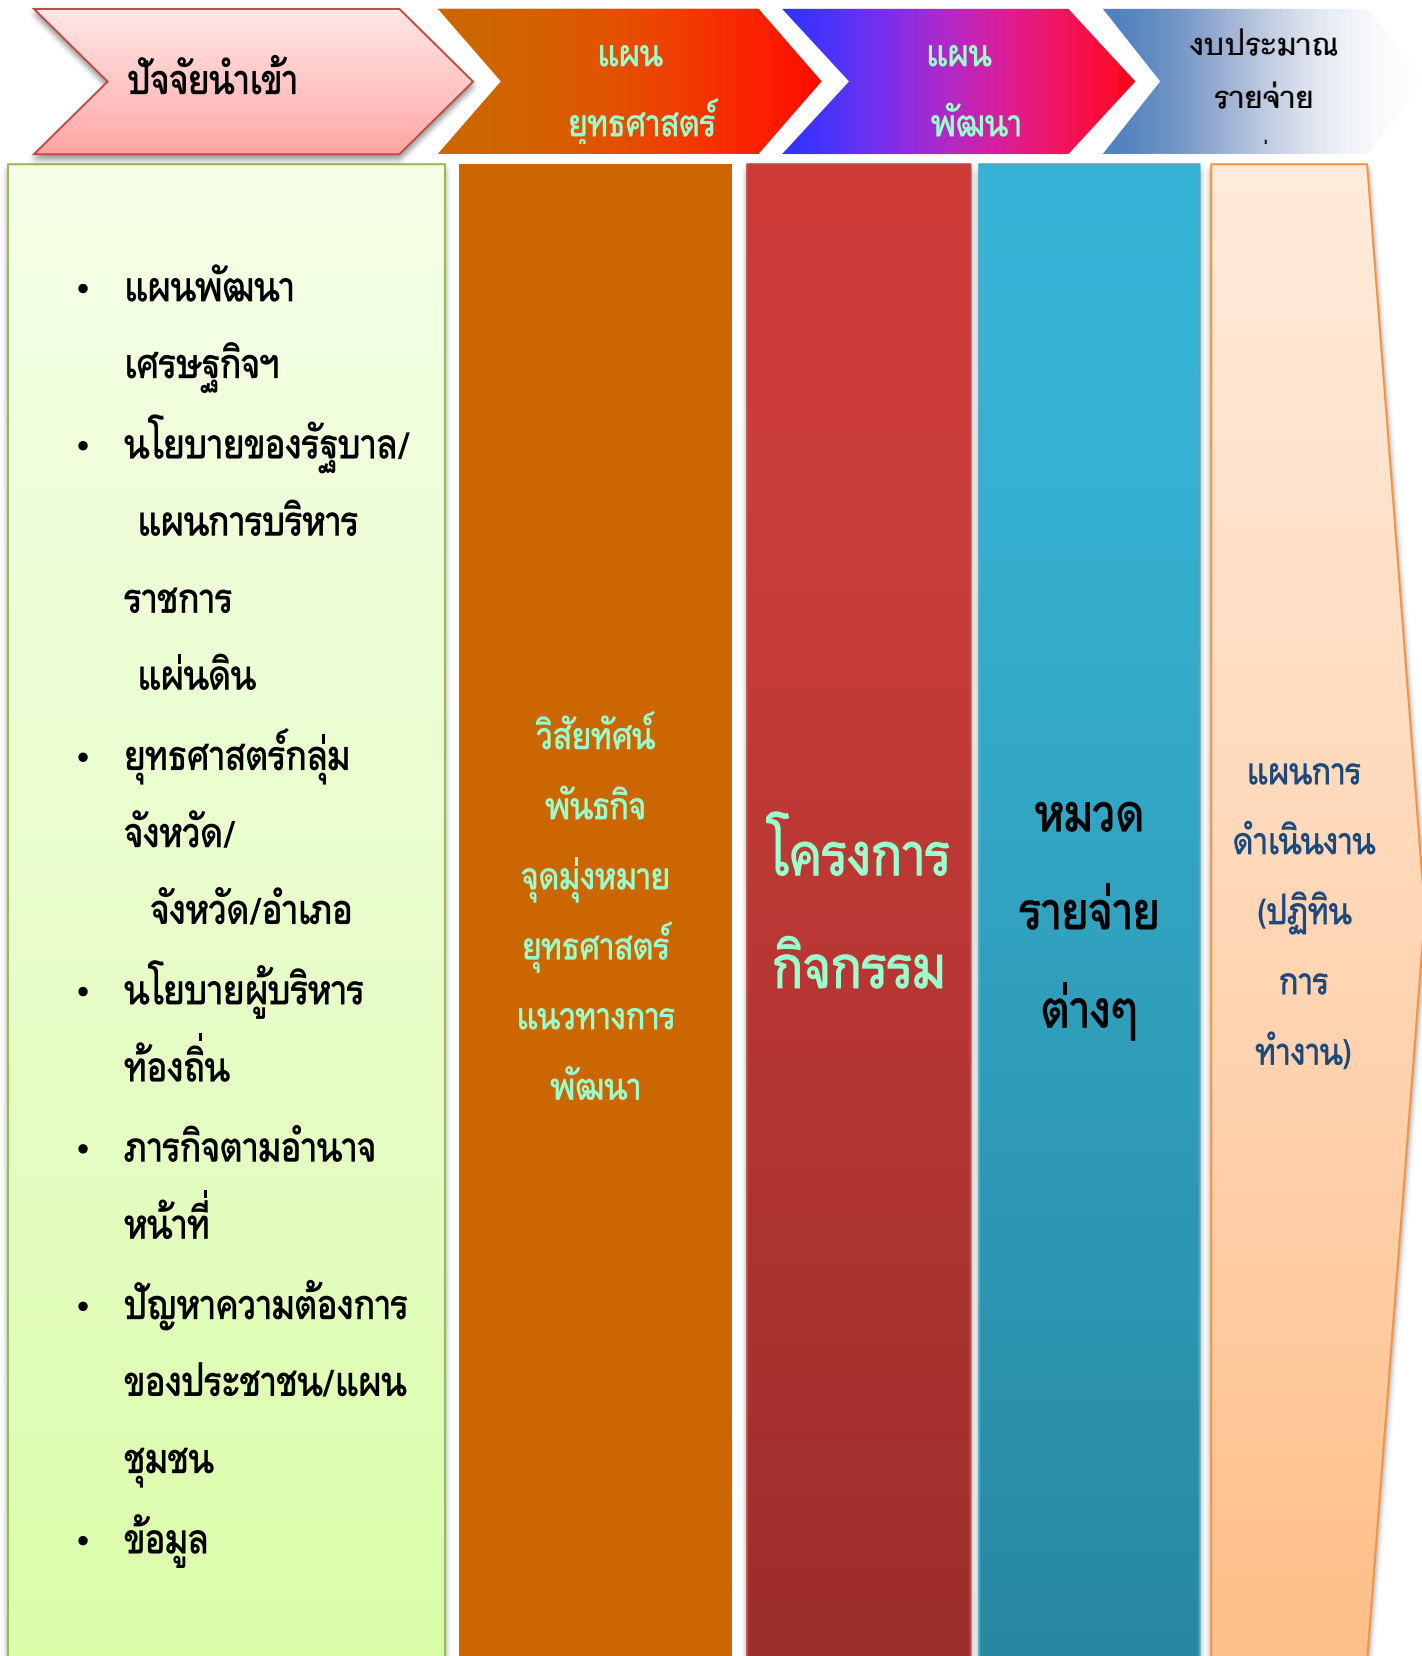 ปัจจัยนำเข้า
แผน
ยุทธศาสตร์
แผน
พัฒนา
งบประมาณ
รายจ่าย
• แผนพัฒนา
เศรษฐกิจฯ
• นโยบายของรัฐบาล/
แผนการบริหาร
ราชการ
แผ่นดิน
• ยุทธศาสตร์กลุ่ม
จังหวัด/
จังหวัด/อำเภอ
• นโยบายผู้บริหาร
ท้องถิ่น
• ภารกิจตามอำนาจ
หน้าที่
• ปัญหาความต้องการ
ของประชาชน/แผน
ชุมชน
• ข้อมูล
วิสัยทัศน์
พันธกิจ
จุดมุ่งหมาย
ยุทธศาสตร์
แนวทางการ
พัฒนา
โครงการ
กิจกรรม
หมวด
รายจ่าย
ต่างๆ
แผนการ
ดำเนินงาน
(ปฏิทิน
การ
ทำงาน)